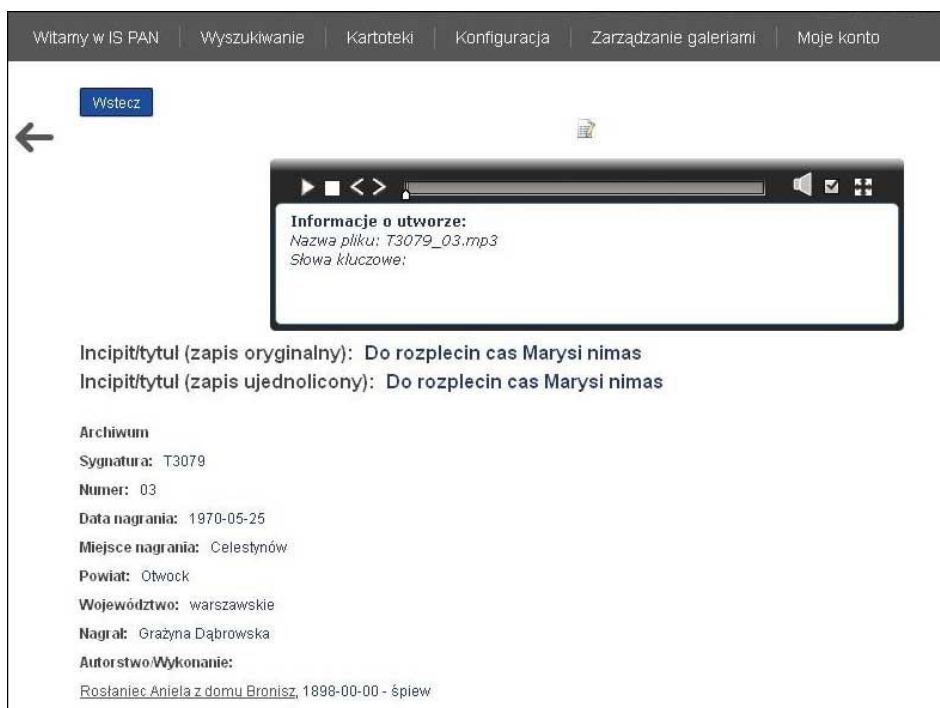 Witamy w IS PAN | Wyszukiwanie | Kartoteki | Konfiguracja | Zarządzanie galeriami | Moje konto
Wstecz
Informacje o utworze:
Nazwa pliku: T3079_03.mp3
Słowa kluczowe:
Incipit/tytuł (zapis oryginalny): Do rozplecin cas Marysi nimas
Incipit/tytuł (zapis ujednolicony): Do rozplecin cas Marysi nimas
Archiwum
Sygnatura: T3079
Numer: 03
Data nagrania: 1970-05-25
Miejsce nagrania: Celestynów
Powiat: Otwock
Województwo: warszawskie
Nagrał: Grażyna Dąbrowska
Autorstwo/Wykonanie:
Rosłaniec Aniela z domu Bronisz, 1898-00-00 - śpiew